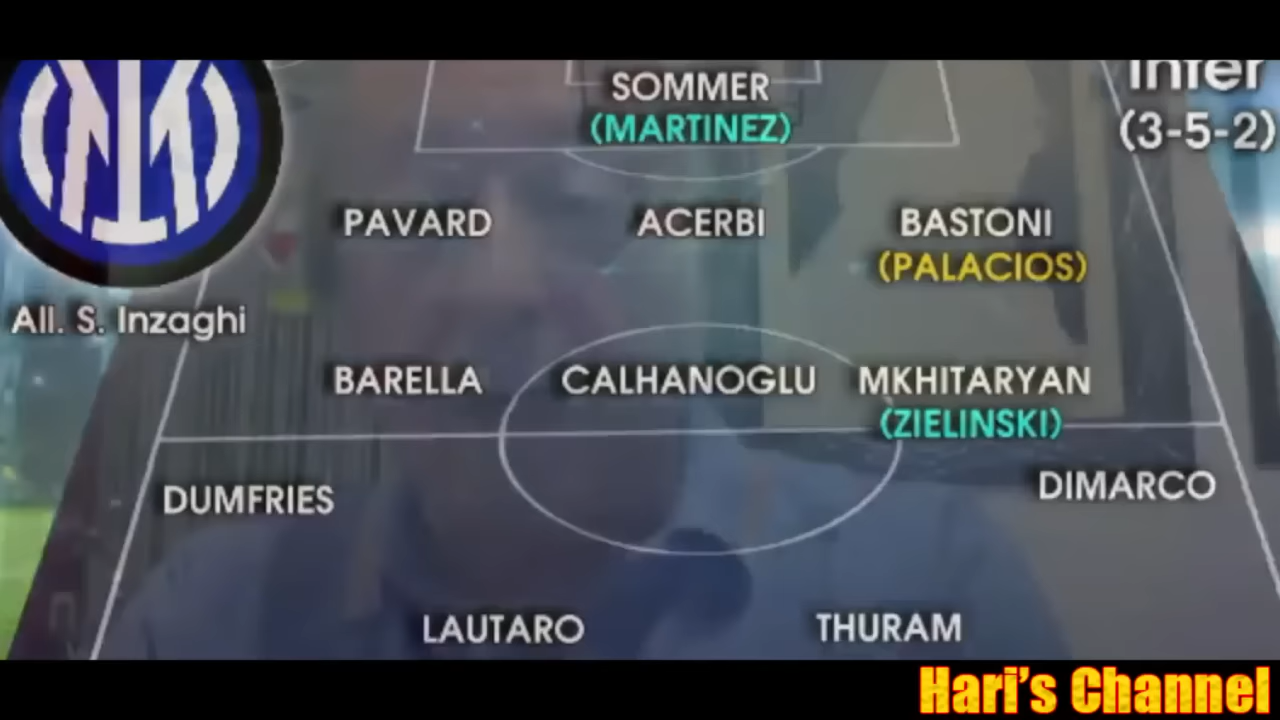 Inter
(3-5-2)
SOMMER
(MARTINEZ)
PAVARD ACERBI BASTONI
(PALACIOS)
All. S. Inzaghi
BARELLA CALHANOGLU MKHITARYAN
(ZIELINSKI)
DUMFRIES DIMARCO
LAUTARO THURAM
Hari's Channel